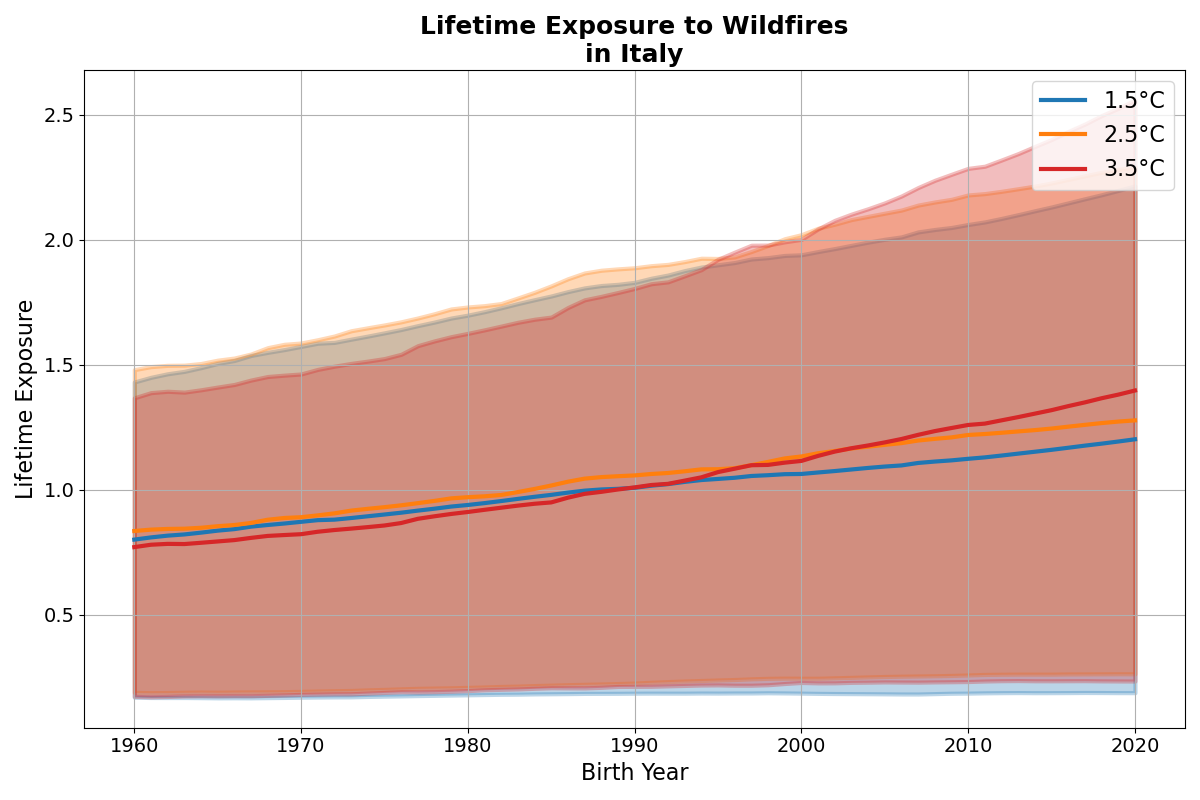 Lifetime Exposure to Wildfires
in Italy
1.5°C
2.5°C
3.5°C
Lifetime Exposure
2.5
2.0
1.5
1.0
0.5
1960 1970 1980 1990 2000 2010 2020
Birth Year